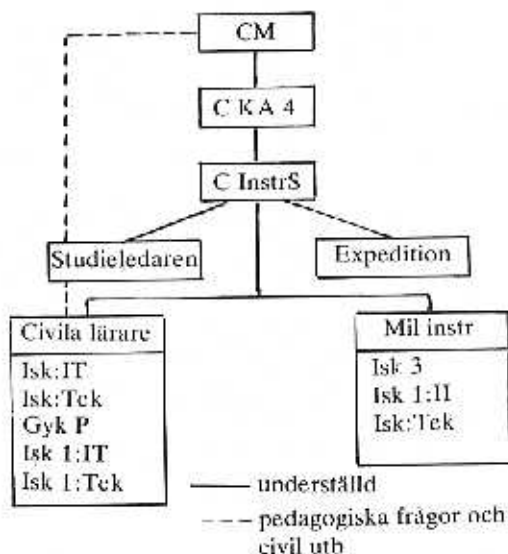 CM
C KA 4
C InstrS
Studieledaren
Expedition
Civila lärare
Isk:IT
Isk:Tek
Gyk P
Isk 1:IT
Isk 1:Tek
Mil instr
Isk 3
Isk 1:II
Isk:Tek
underställd
pedagogiska frågor och
civil utb